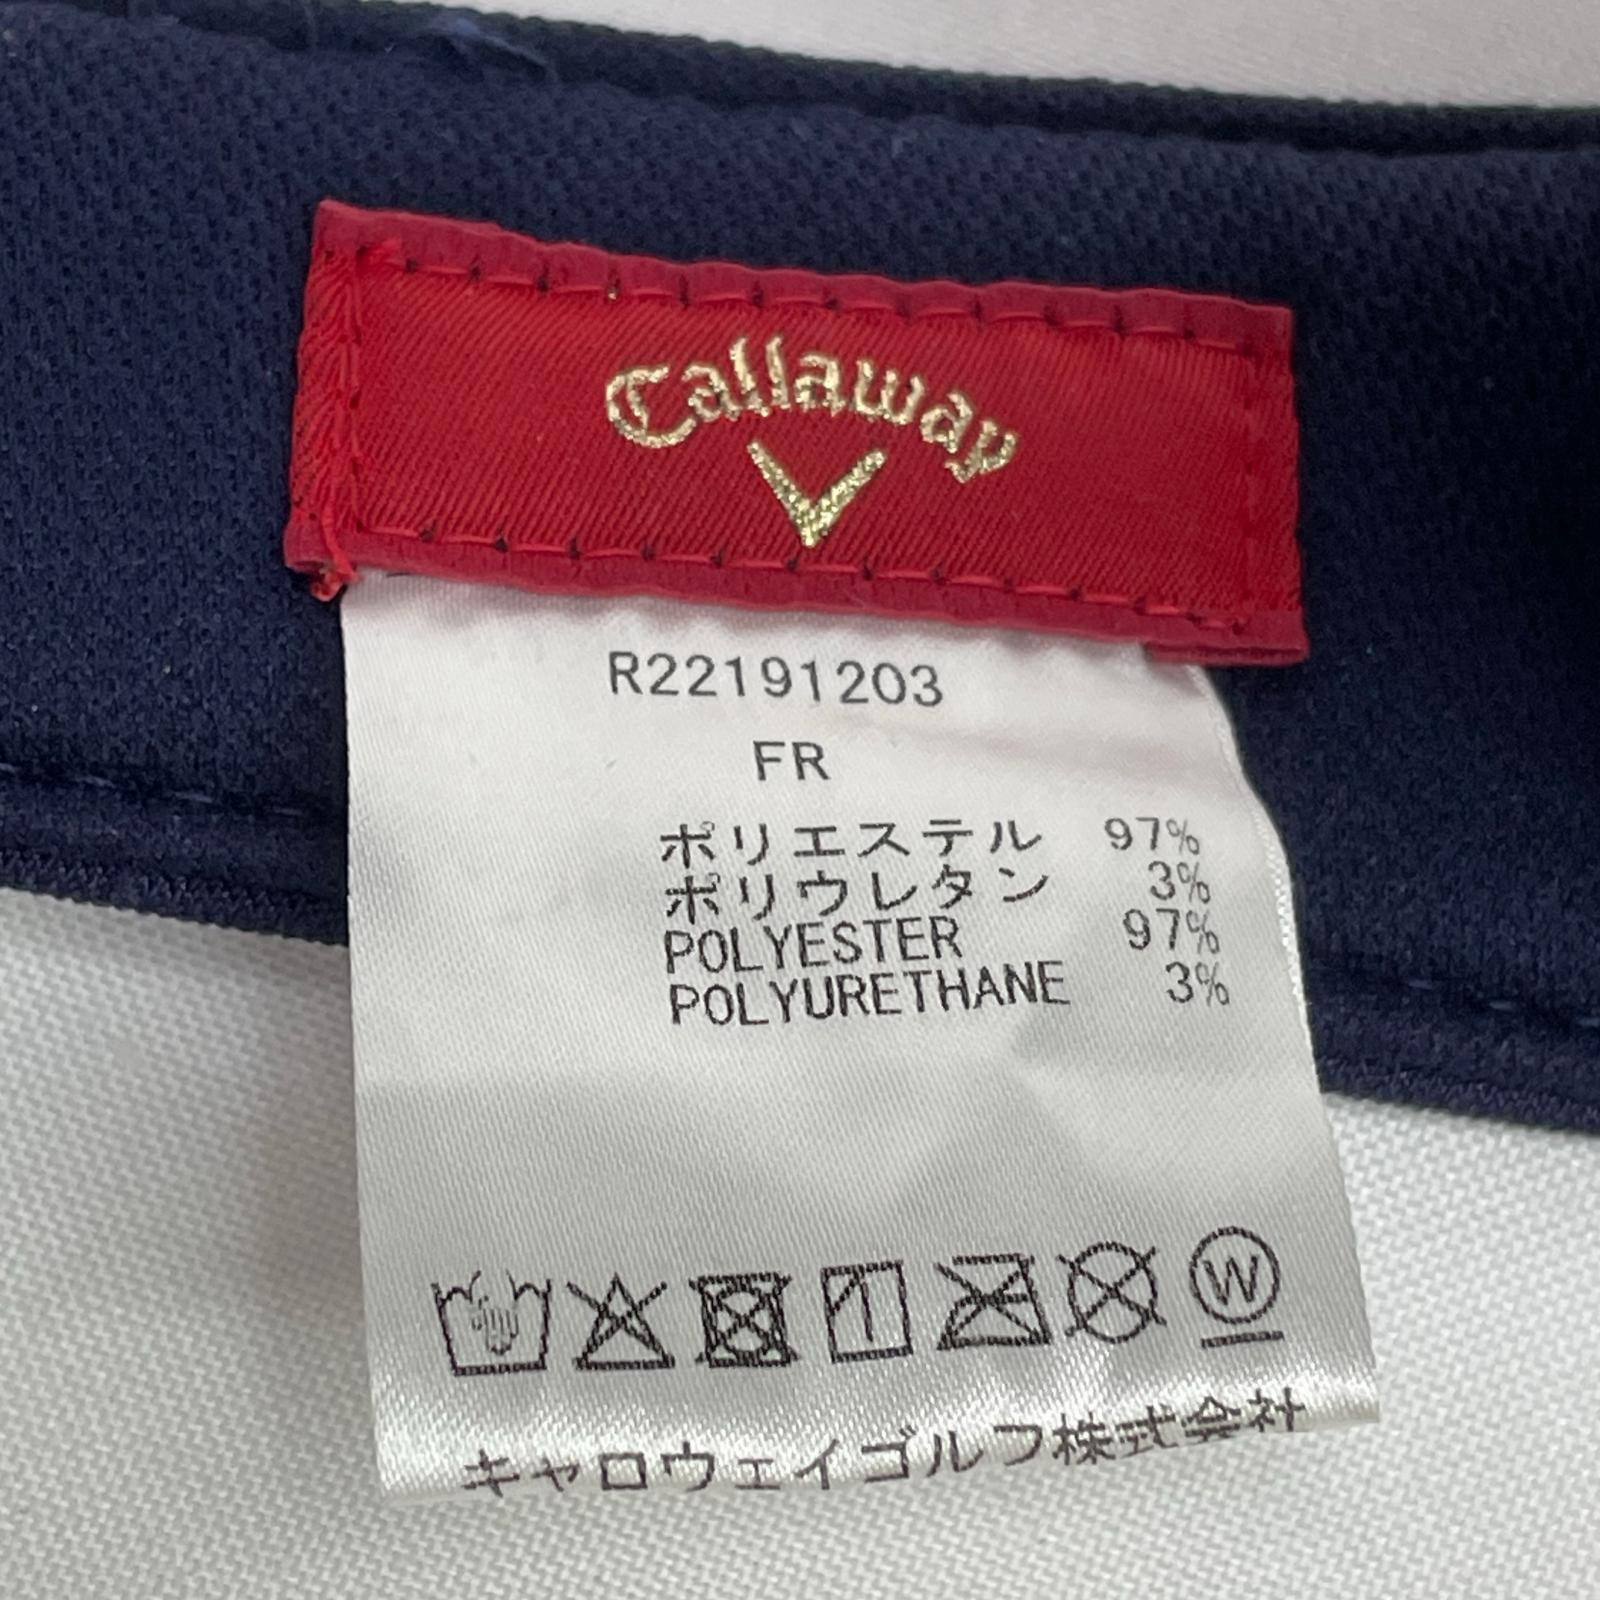 Callaway
R22191203
FR
ポリエステル 97%
ポリウレタン 3%
POLYESTER 97%
POLYURETHANE 3%
W
キャロウェイゴルフ株式会社